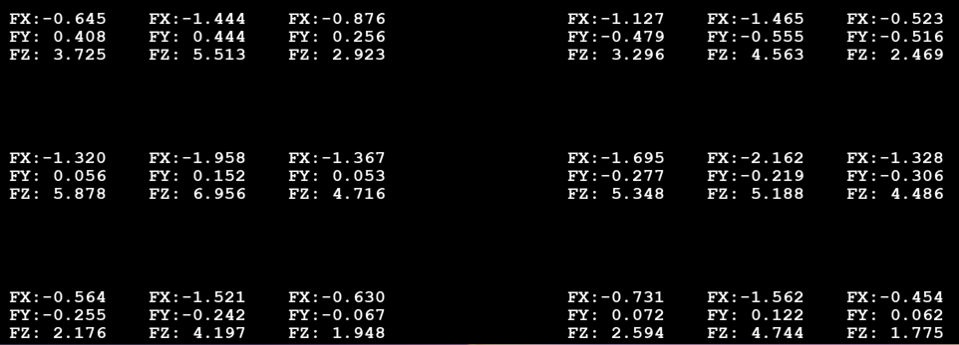 FX:-0.645 FX:-1.444 FX:-0.876 FX:-1.127 FX:-1.465 FX:-0.523
FY: 0.408 FY: 0.444 FY: 0.256 FY:-0.479 FY:-0.555 FY:-0.516
FZ: 3.725 FZ: 5.513 FZ: 2.923 FZ: 3.296 FZ: 4.563 FZ: 2.469
FX:-1.320 FX:-1.958 FX:-1.367 FX:-1.695 FX:-2.162 FX:-1.328
FY: 0.056 FY: 0.152 FY: 0.053 FY:-0.277 FY:-0.219 FY:-0.306
FZ: 5.878 FZ: 6.956 FZ: 4.716 FZ: 5.348 FZ: 5.188 FZ: 4.486
FX:-0.564 FX:-1.521 FX:-0.630 FX:-0.731 FX:-1.562 FX:-0.454
FY:-0.255 FY:-0.242 FY:-0.067 FY: 0.072 FY: 0.122 FY: 0.062
FZ: 2.176 FZ: 4.197 FZ: 1.948 FZ: 2.594 FZ: 4.744 FZ: 1.775